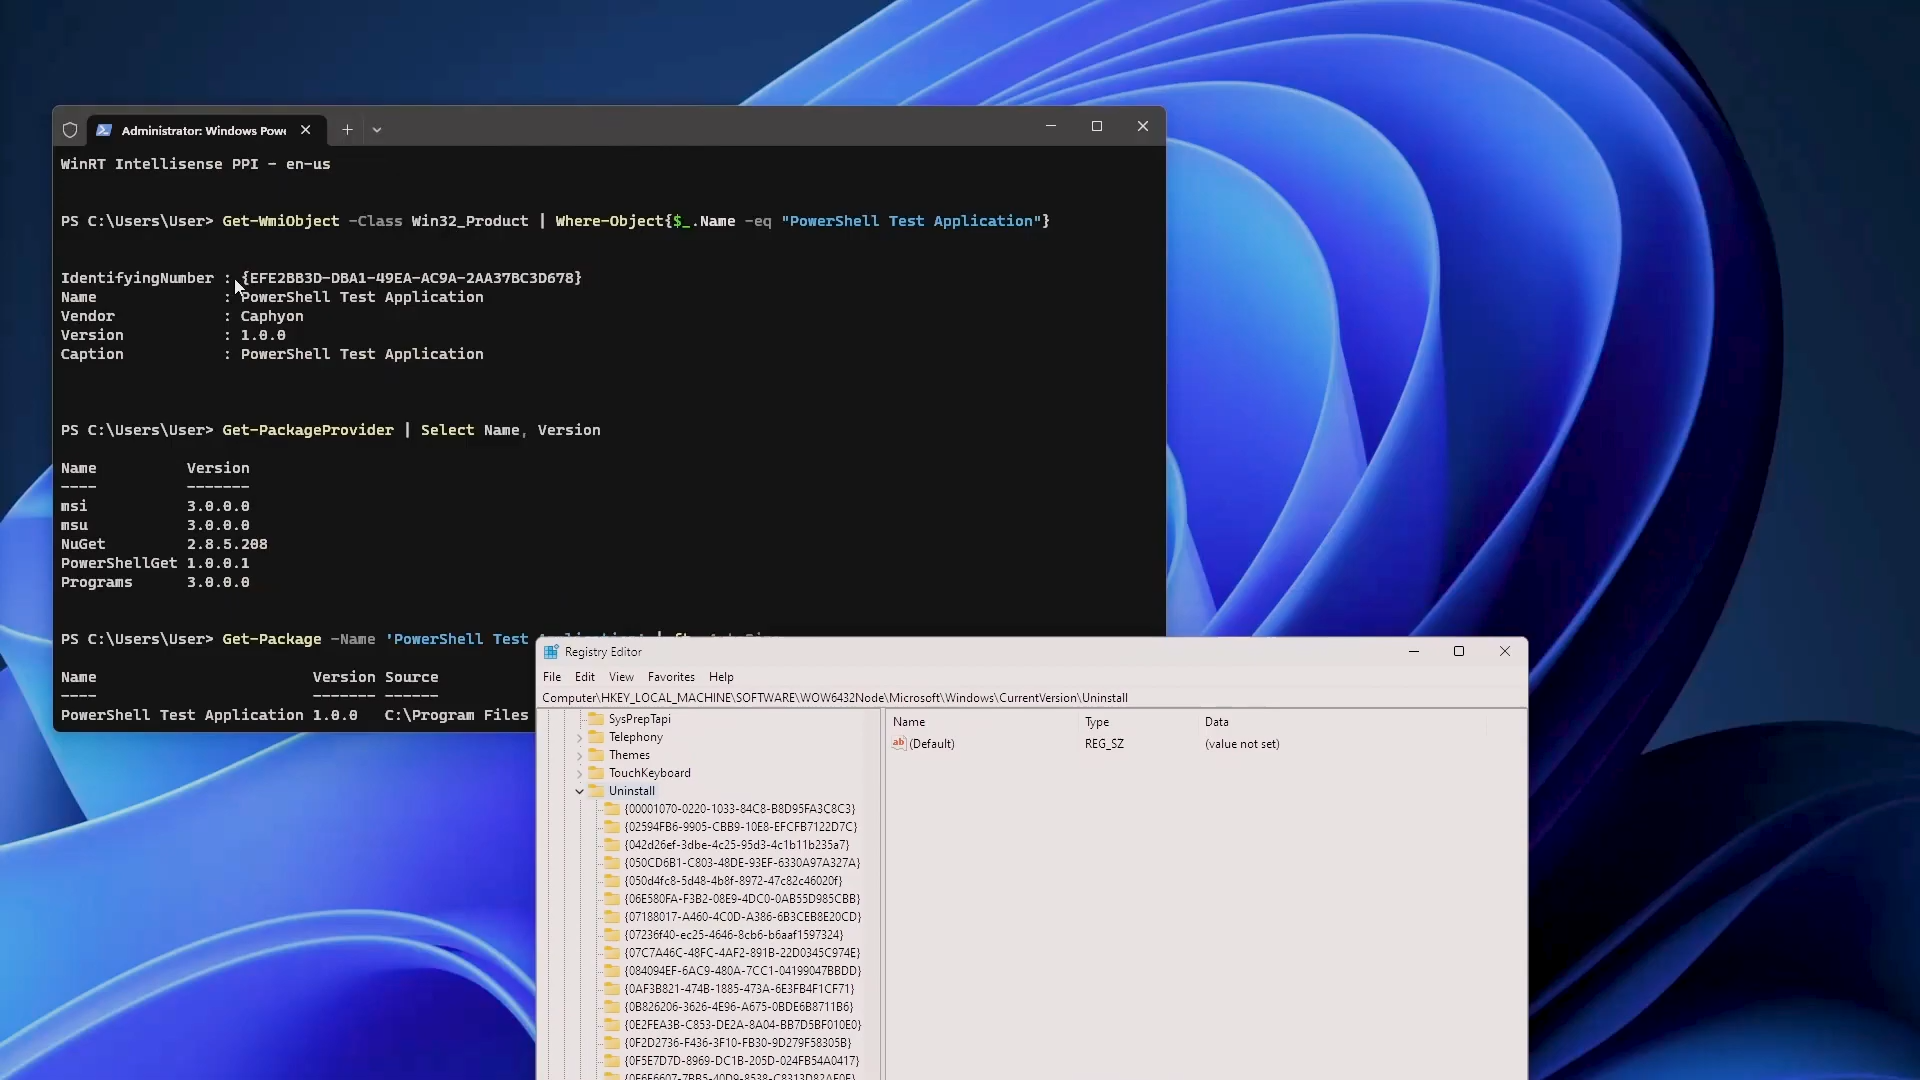 Administrator: Windows Powe
WinRT Intellisense PPI - en-us
PS C:\Users\User> Get-WmiObject -Class Win32_Product | Where-Object{$_.Name -eq "PowerShell Test Application"}
IdentifyingNumber : {EFE2BB3D-DBA1-49EA-AC9A-2AA37BC3D678}
Name : PowerShell Test Application
Vendor : Caphyon
Version : 1.0.0
Caption : PowerShell Test Application
PS C:\Users\User> Get-PackageProvider | Select Name, Version
Name Version
---- -------
msi 3.0.0.0
msu 3.0.0.0
NuGet 2.8.5.208
PowerShellGet 1.0.0.1
Programs 3.0.0.0
PS C:\Users\User> Get-Package -Name 'PowerShell Test
Name Version Source
---- ------- ------
PowerShell Test Application 1.0.0 C:\Program Files
Registry Editor
File Edit View Favorites Help
Computer\HKEY_LOCAL_MACHINE\SOFTWARE\WOW6432Node\Microsoft\Windows\CurrentVersion\Uninstall
Name Type Data
ab (Default) REG_SZ (value not set)
SysPrepTapi
Telephony
Themes
TouchKeyboard
Uninstall
{00001070-0220-1033-84C8-B8D95FA3C8C3}
{02594FB6-9905-CBB9-10E8-EFCFB7122D7C}
{042d26ef-3dbe-4c25-95d3-4c1b11b235a7}
{050CD6B1-C803-48DE-93EF-6330A97A327A}
{050d4fc8-5d48-4b8f-8972-47c82c46020f}
{06E580FA-F3B2-08E9-4DC0-0AB55D985CBB}
{07188017-A460-4C0D-A386-6B3CEB8E20CD}
{07236f40-ec25-4646-8cb6-b6aaf1597324}
{07C7A46C-48FC-4AF2-891B-22D0345C974E}
{084094EF-6AC9-480A-7CC1-04199047BBDD}
{0AF3B821-474B-1885-473A-6E3FB4F1CF71}
{0B826206-3626-4E96-A675-0BDE6B8711B6}
{0E2FEA3B-C853-DE2A-8A04-BB7D5BF010E0}
{0F2D2736-F436-3F10-FB30-9D279F58305B}
{0F5E7D7D-8969-DC1B-205D-024FB54A0417}